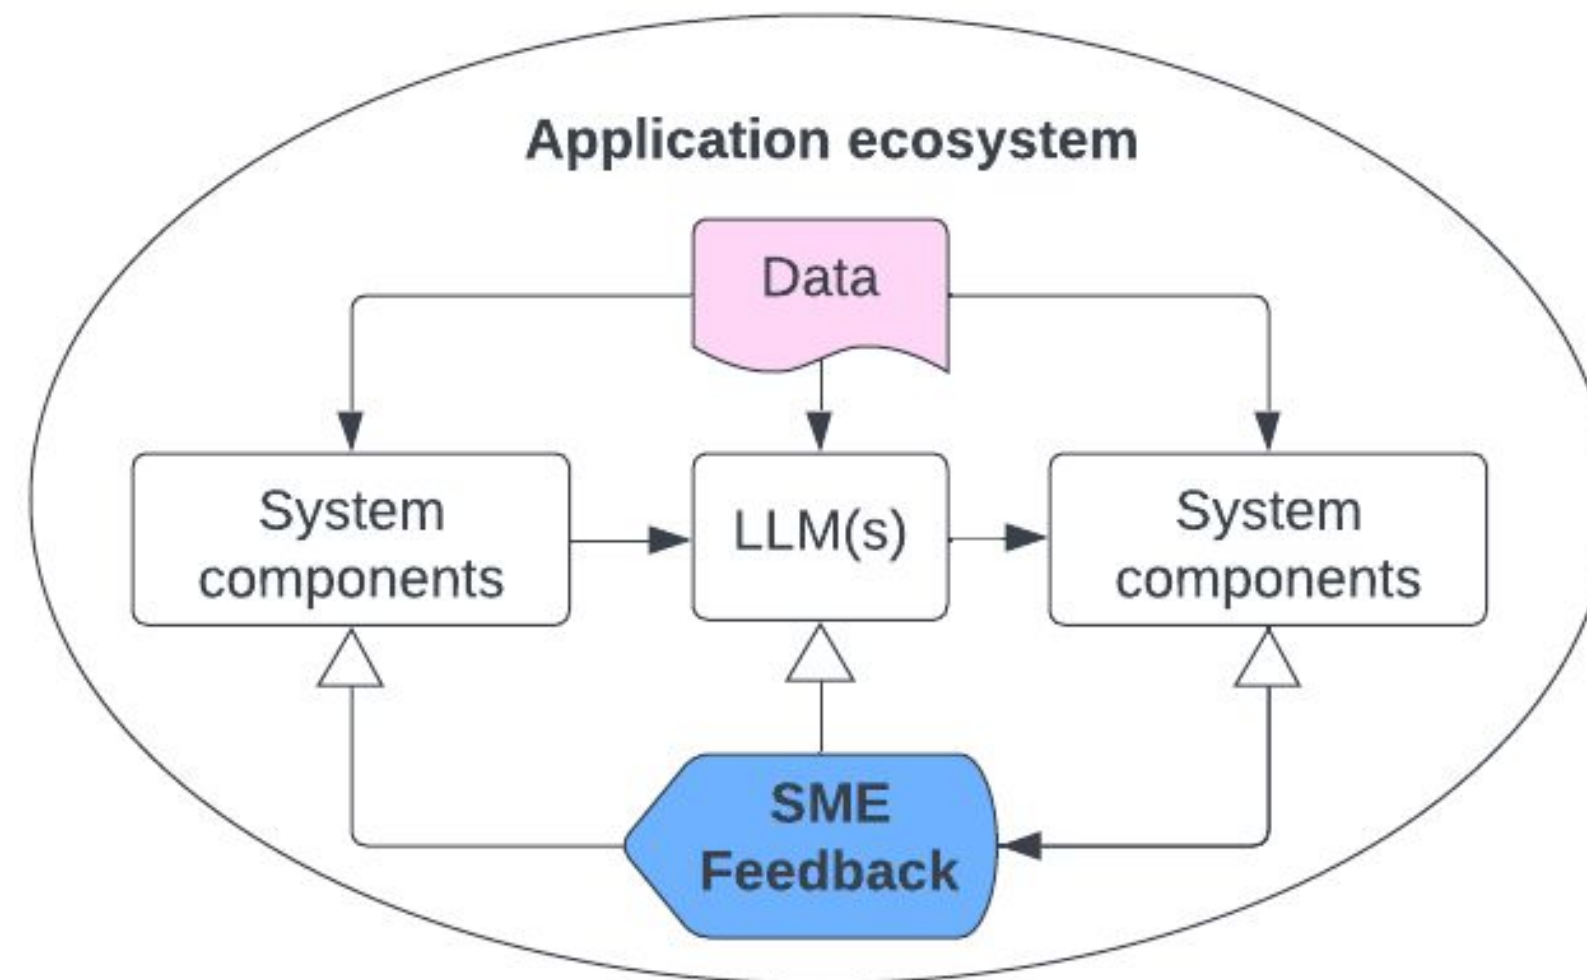 Application ecosystem
Data
System
components
LLM(s)
System
components
SME
Feedback